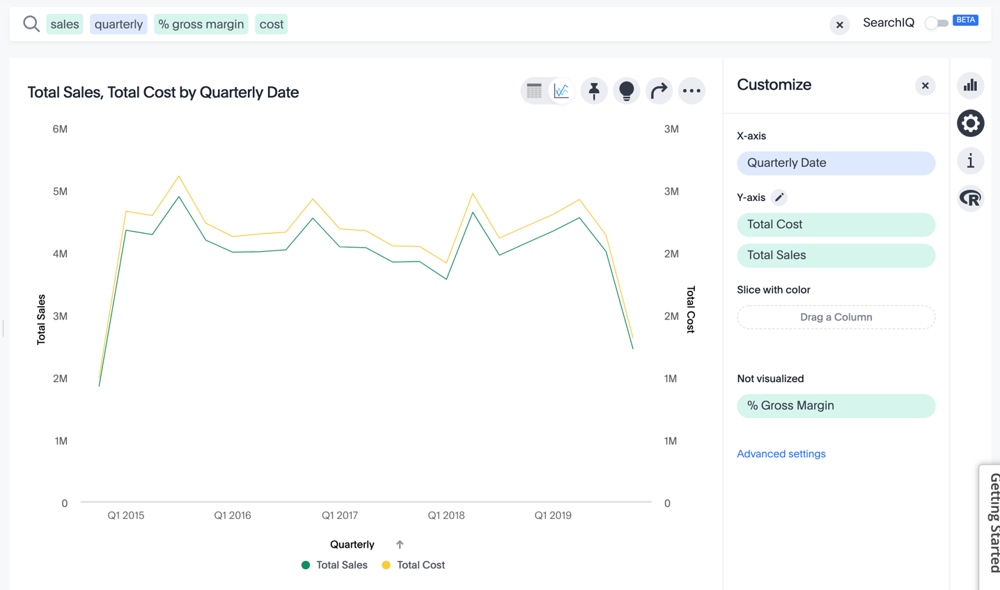 sales quarterly % gross margin cost
SearchIQ BETA
Total Sales, Total Cost by Quarterly Date
6M
5M
4M
3M
2M
1M
0
Total Sales
3M
3M
2M
2M
1M
1M
0
Total Cost
Q1 2015 Q1 2016 Q1 2017 Q1 2018 Q1 2019
Quarterly
Total Sales Total Cost
Customize
X-axis
Quarterly Date
Y-axis
Total Cost
Total Sales
Slice with color
Drag a Column
Not visualized
% Gross Margin
Advanced settings
i
R
Getting Started